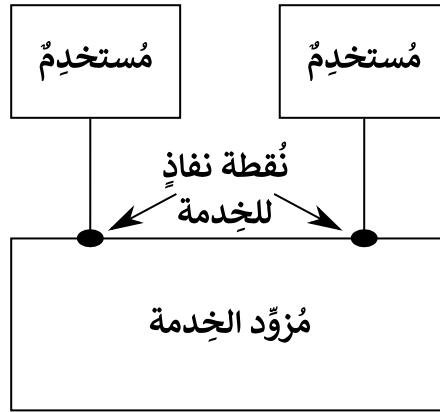 مُستخدِمٌ
مُستخدِمٌ
نُقطة نفاذٍ
للخِدمة
مُزوِّد الخِدمة